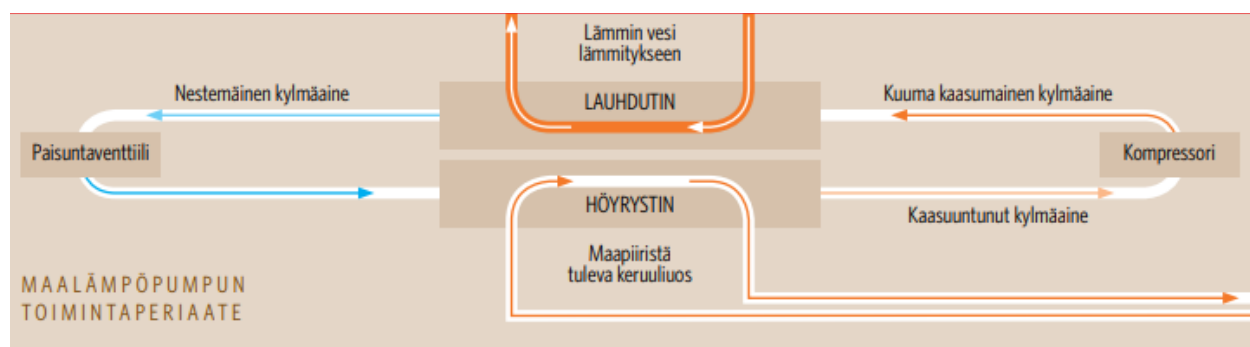 Lämmin vesi
lämmitykseen
Nestemäinen kylmäaine
LAUHDUTIN
Kuuma kaasumainen kylmäaine
Paisuntaventtiili
Kompressori
HÖYRYSTIN
Kaasuuntunut kylmäaine
Maapiiristä
tuleva keruuliuos
MAALÄMPÖPUMPUN
TOIMINTAPERIAATE